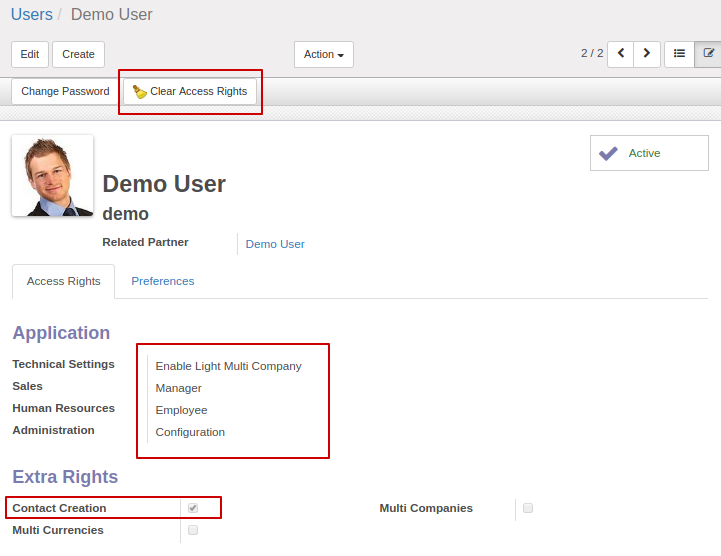 Users / Demo User
Edit Create Action 2 / 2
Change Password Clear Access Rights
Active
Demo User
demo
Related Partner Demo User
Access Rights Preferences
Application
Technical Settings Enable Light Multi Company
Sales Manager
Human Resources Employee
Administration Configuration
Extra Rights
Contact Creation Multi Companies
Multi Currencies